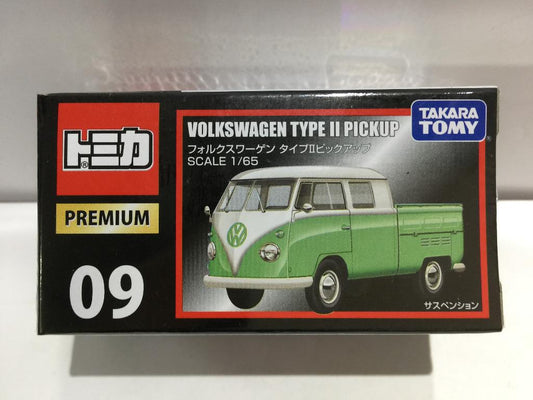 トミカ
PREMIUM
09
VOLKSWAGEN TYPE II PICKUP
フォルクスワーゲン タイプⅡピックアップ
SCALE 1/65
TAKARA
TOMY
サスペンション